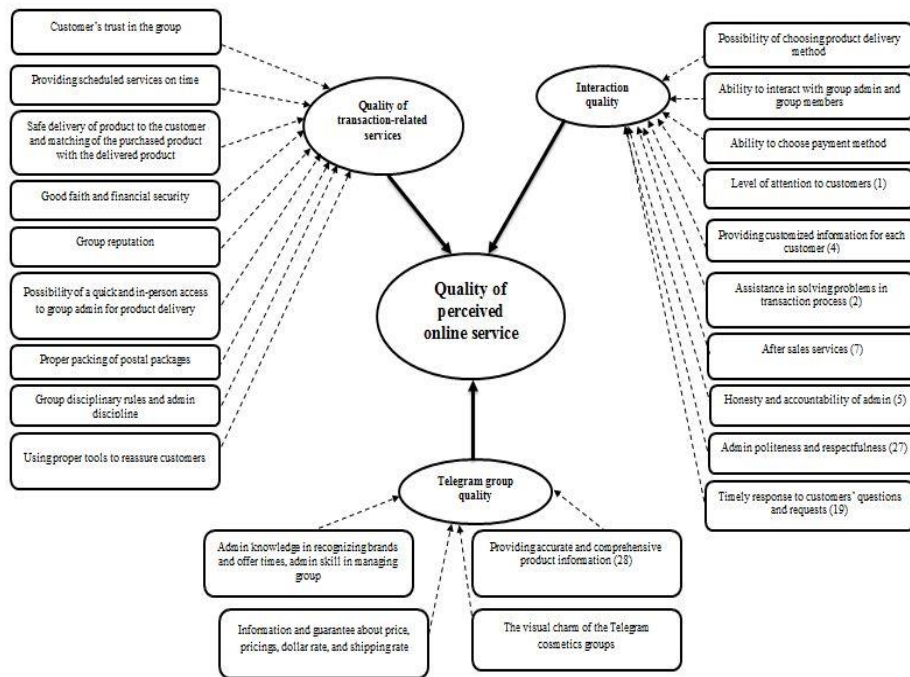 Customer's trust in the group
Providing scheduled services on time
Safe delivery of product to the customer
and matching of the purchased product
with the delivered product
Good faith and financial security
Group reputation
Possibility of a quick and in-person access
to group admin for product delivery
Proper packing of postal packages
Group disciplinary rules and admin
discipline
Using proper tools to reassure customers
Quality of
transaction-related
services
Interaction
quality
Possibility of choosing product delivery
method
Ability to interact with group admin and
group members
Ability to choose payment method
Level of attention to customers (1)
Providing customized information for each
customer (4)
Assistance in solving problems in
transaction process (2)
After sales services (7)
Honesty and accountability of admin (5)
Admin politeness and respectfulness (27)
Timely response to customers' questions
and requests (19)
Quality of
perceived
online service
Telegram group
quality
Admin knowledge in recognizing brands
and offer times, admin skill in managing
group
Providing accurate and comprehensive
product information (28)
Information and guarantee about price,
pricings, dollar rate, and shipping rate
The visual charm of the Telegram
cosmetics groups